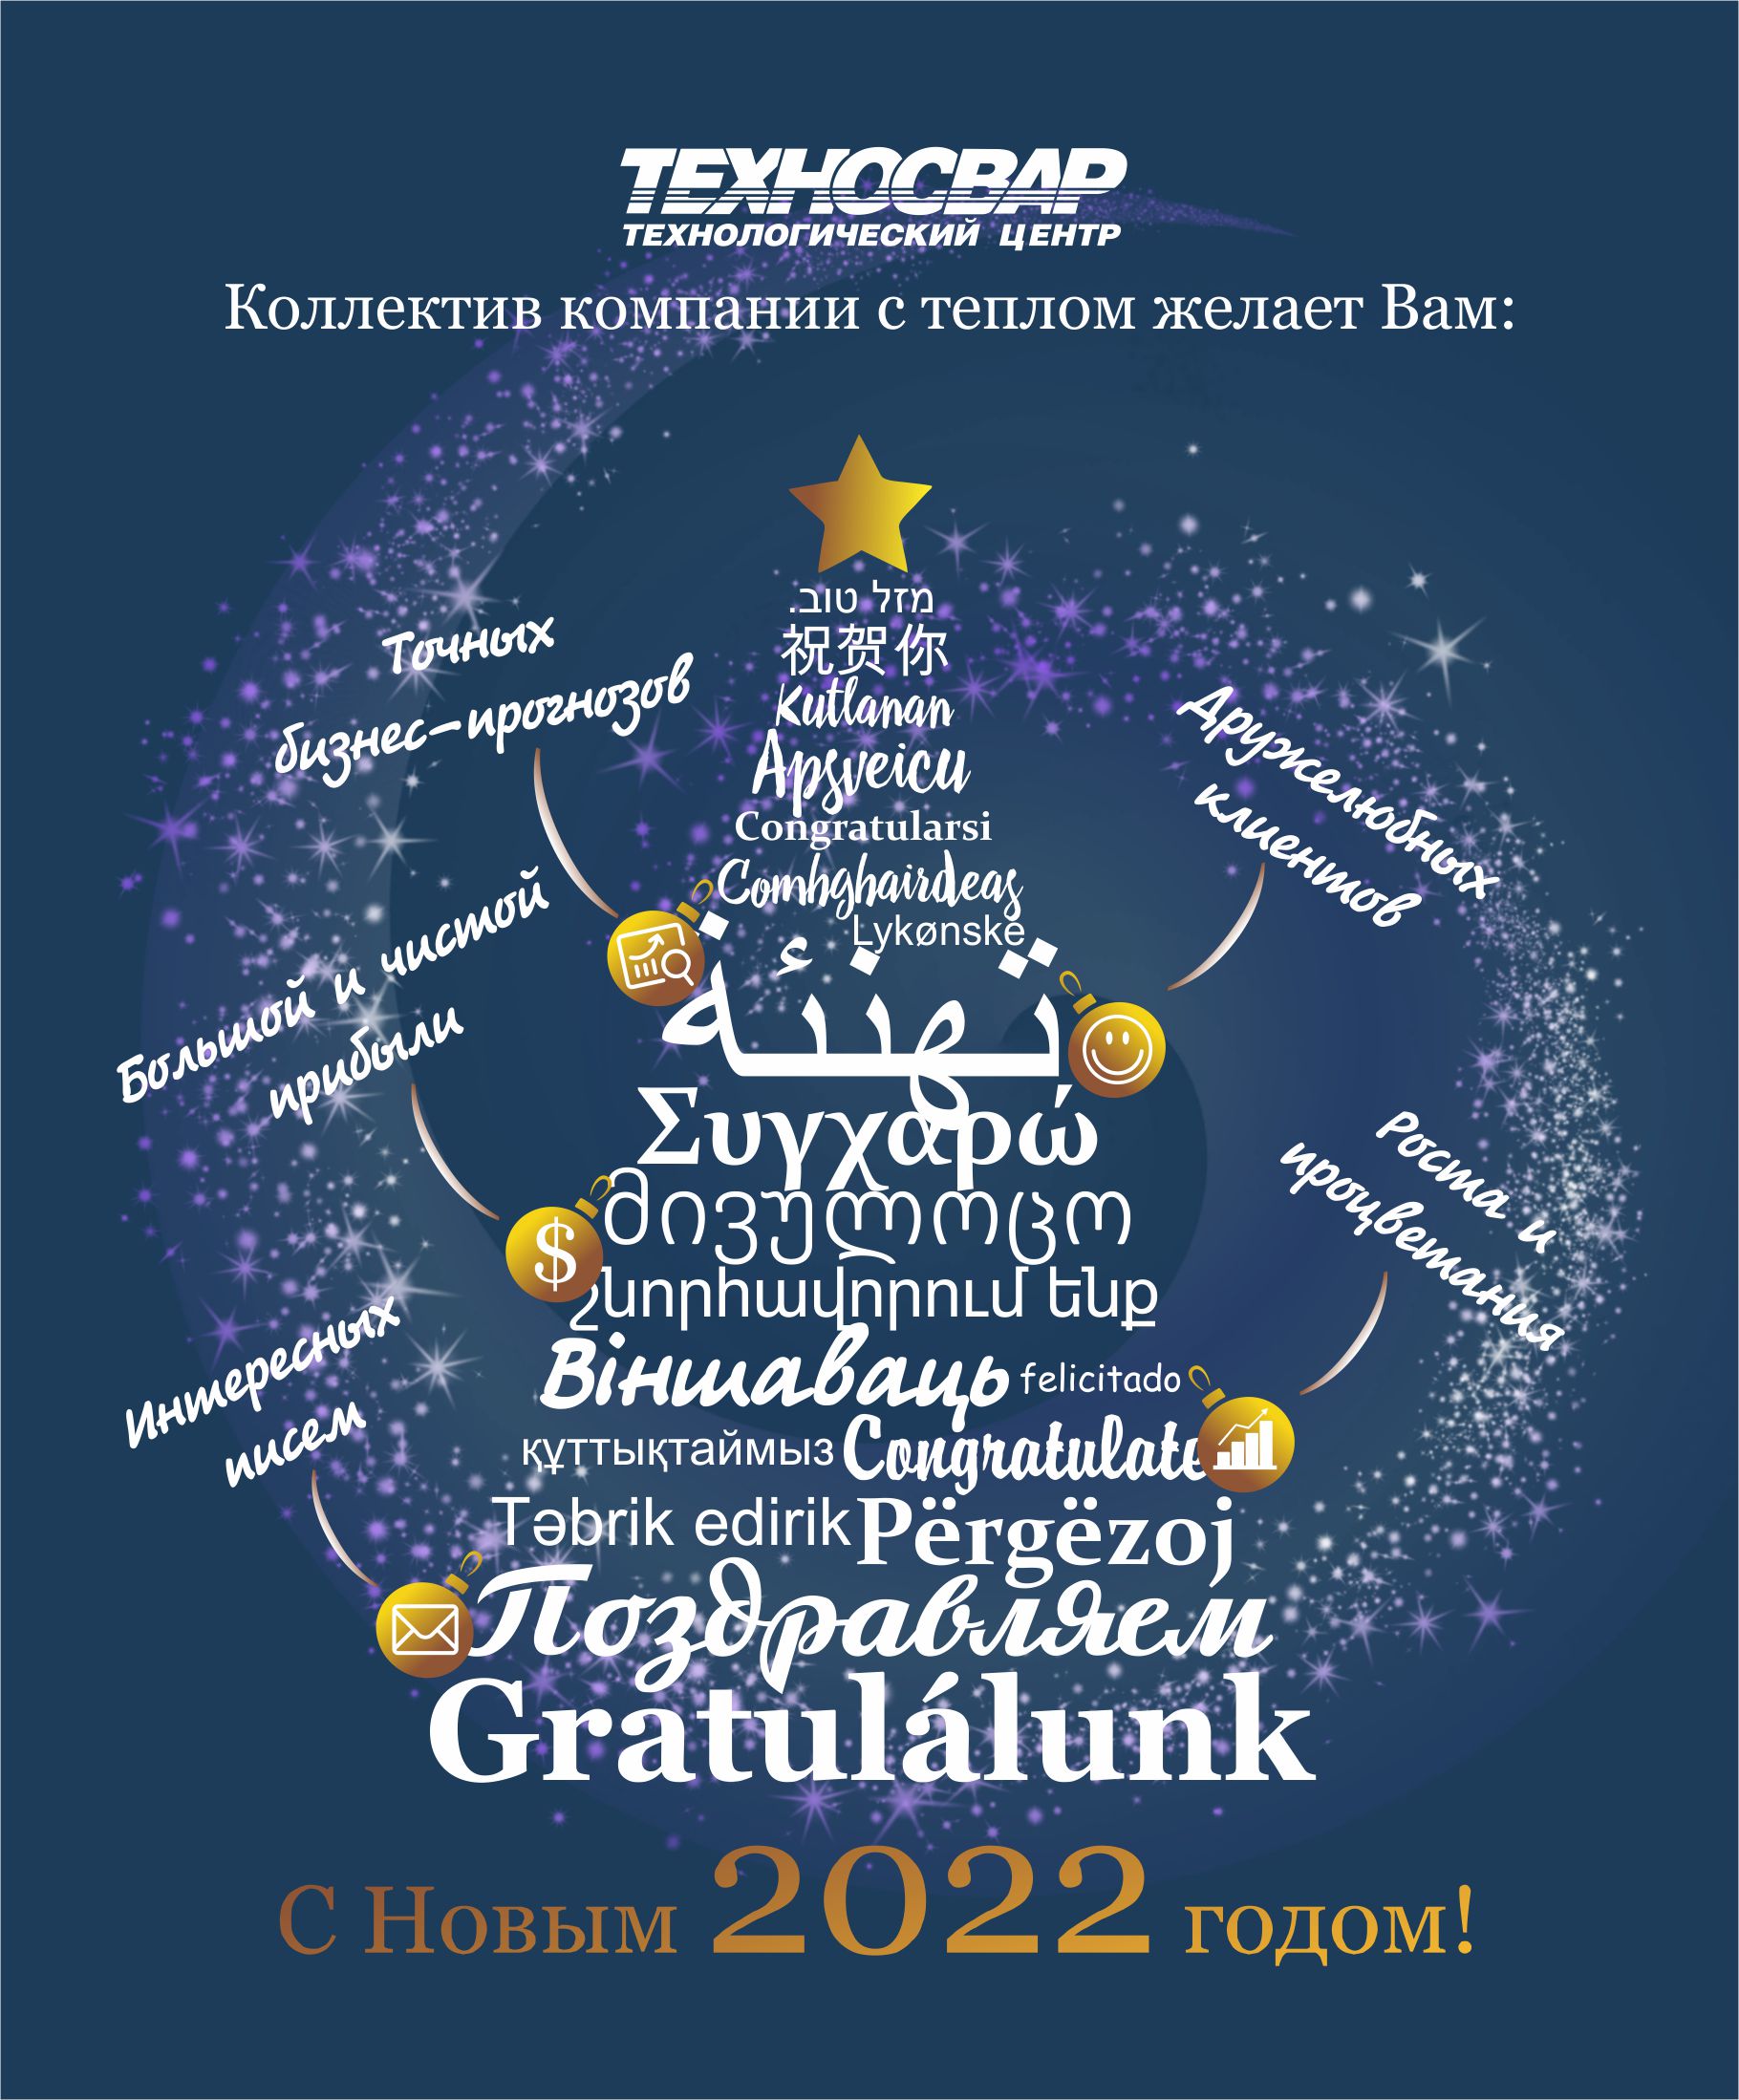 ТЕХНОСВАР
ТЕХНОЛОГИЧЕСКИЙ ЦЕНТР
Коллектив компании с теплом желает Вам:
מזל טוב.
祝贺你
Kutlanan
Apsveicu
Congratularsi
Comhghairdeas
Lykønske
تهنئة
Συγχαρώ
მივულოცო
շնորհավորում ենք
Віншаваць felicitado
құттықтаймыз Congratulate
Təbrik edirik Përgëzoj
Поздравляем
Gratulálunk
Точных
бизнес-прогнозов
Большой и чистой
прибыли
Интересных
писем
Дружелюбных
клиентов
Роста и
процветания
$
С Новым 2022 годом!